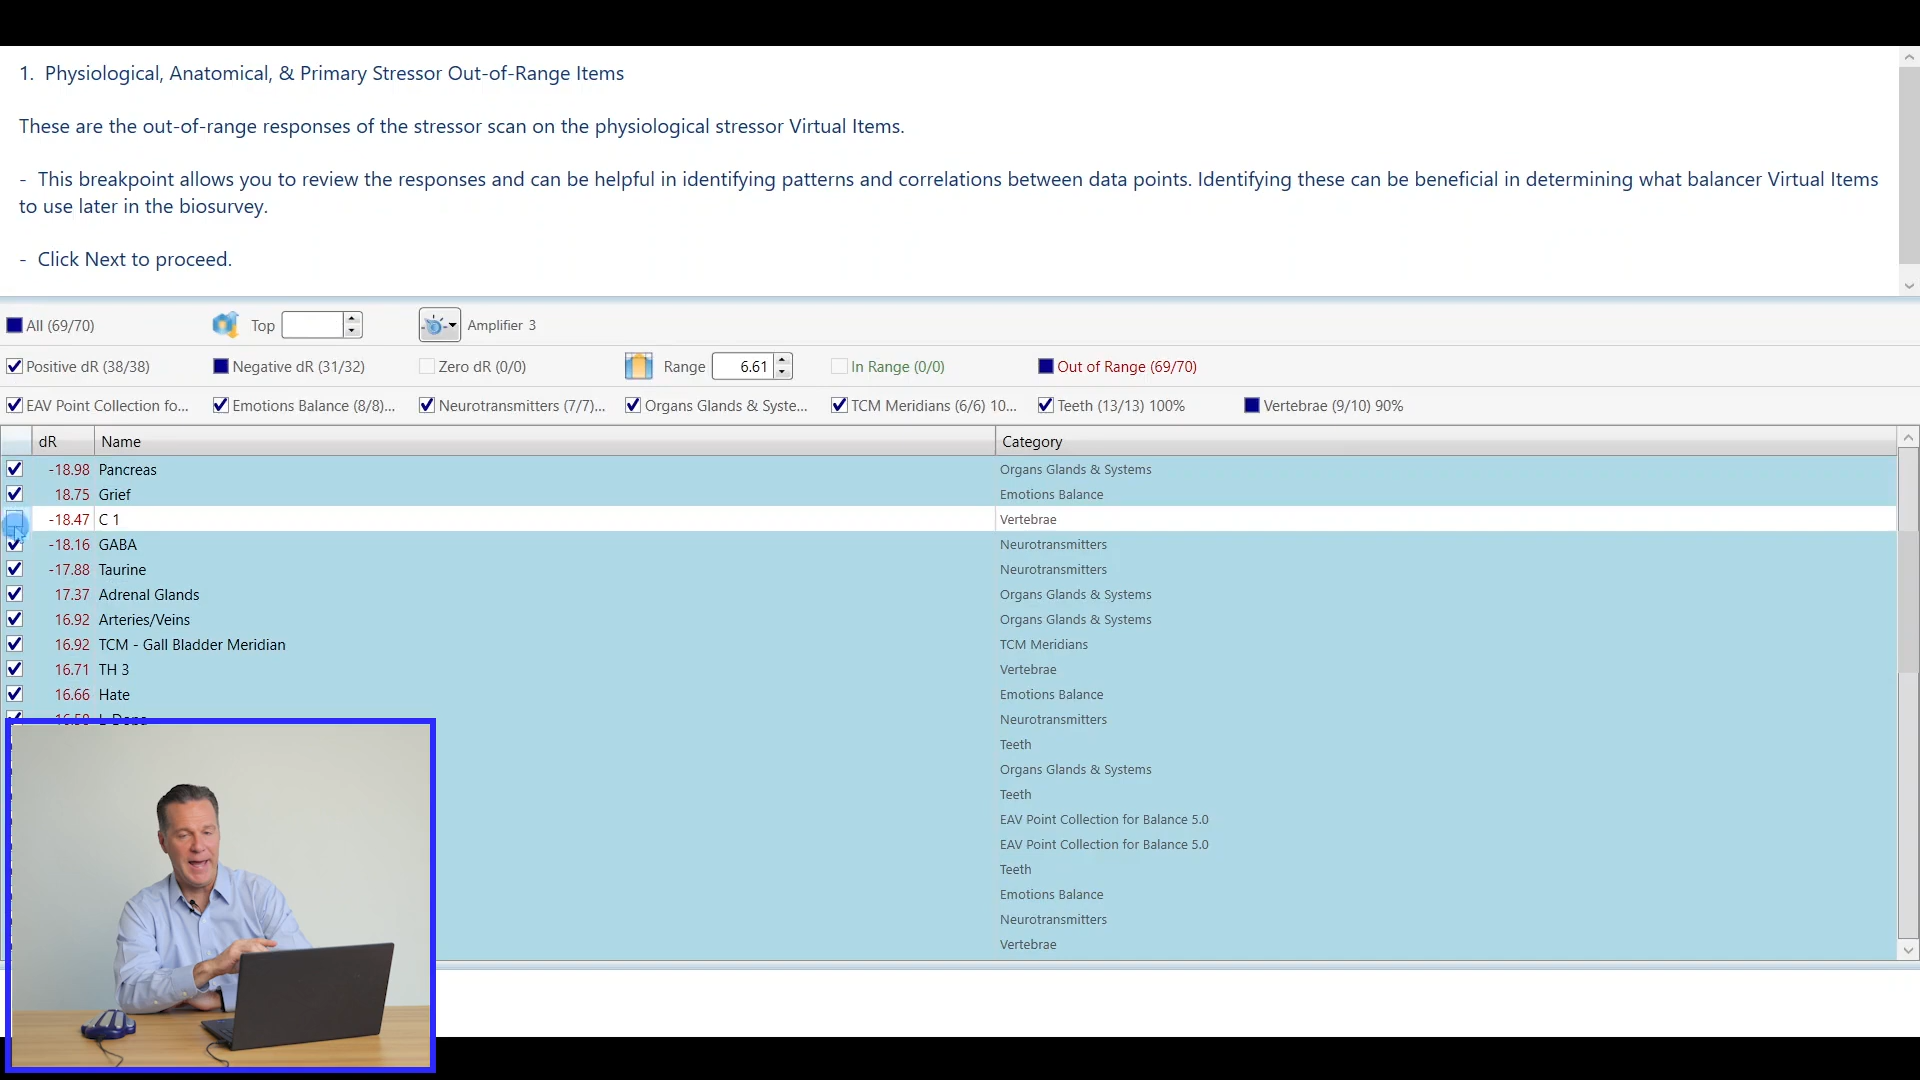 1. Physiological, Anatomical, & Primary Stressor Out-of-Range Items
These are the out-of-range responses of the stressor scan on the physiological stressor Virtual Items.
- This breakpoint allows you to review the responses and can be helpful in identifying patterns and correlations between data points. Identifying these can be beneficial in determining what balancer Virtual Items
to use later in the biosurvey.
- Click Next to proceed.
All (69/70) Top Amplifier 3
Positive dR (38/38) Negative dR (31/32) Zero dR (0/0) Range 6.61 In Range (0/0) Out of Range (69/70)
EAV Point Collection fo... Emotions Balance (8/8)... Neurotransmitters (7/7)... Organs Glands & Syste... TCM Meridians (6/6) 10... Teeth (13/13) 100% Vertebrae (9/10) 90%
dR Name Category
-18.98 Pancreas Organs Glands & Systems
18.75 Grief Emotions Balance
-18.47 C 1 Vertebrae
-18.16 GABA Neurotransmitters
-17.88 Taurine Neurotransmitters
17.37 Adrenal Glands Organs Glands & Systems
16.92 Arteries/Veins Organs Glands & Systems
16.92 TCM - Gall Bladder Meridian TCM Meridians
16.71 TH 3 Vertebrae
16.66 Hate Emotions Balance
Neurotransmitters
Teeth
Organs Glands & Systems
Teeth
EAV Point Collection for Balance 5.0
EAV Point Collection for Balance 5.0
Teeth
Emotions Balance
Neurotransmitters
Vertebrae